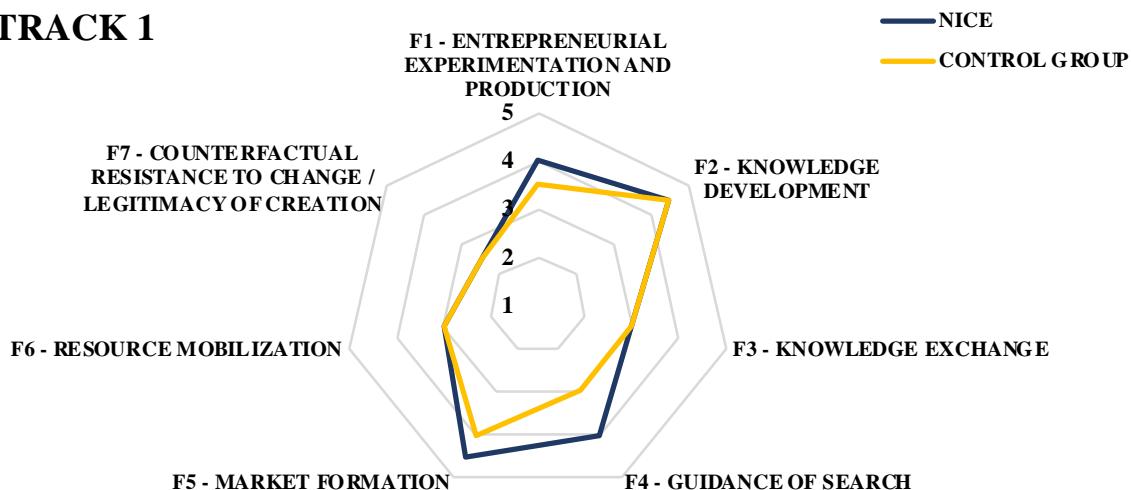 TRACK 1
NICE
CONTROL GROUP
F1 - ENTREPRENEURIAL
EXPERIMENTATION AND
PRODUCTION
5
4
3
2
1
F2 - KNOWLEDGE
DEVELOPMENT
F3 - KNOWLEDGE EXCHANGE
F4 - GUIDANCE OF SEARCH
F5 - MARKET FORMATION
F6 - RESOURCE MOBILIZATION
F7 - COUNTERFACTUAL
RESISTANCE TO CHANGE /
LEGITIMACY OF CREATION